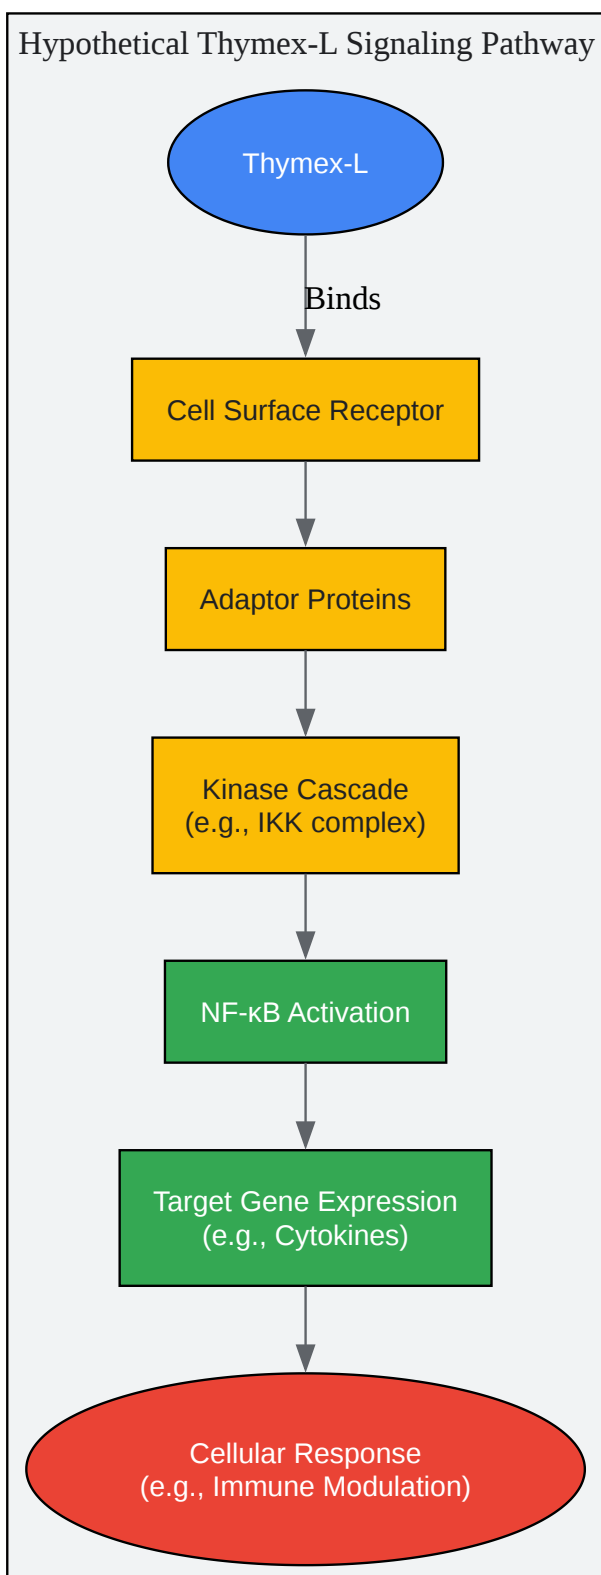 Hypothetical Thymex-L Signaling Pathway
Thymex-L
Binds
Cell Surface Receptor
Adaptor Proteins
Kinase Cascade
(e.g., IKK complex)
NF-κB Activation
Target Gene Expression
(e.g., Cytokines)
Cellular Response
(e.g., Immune Modulation)